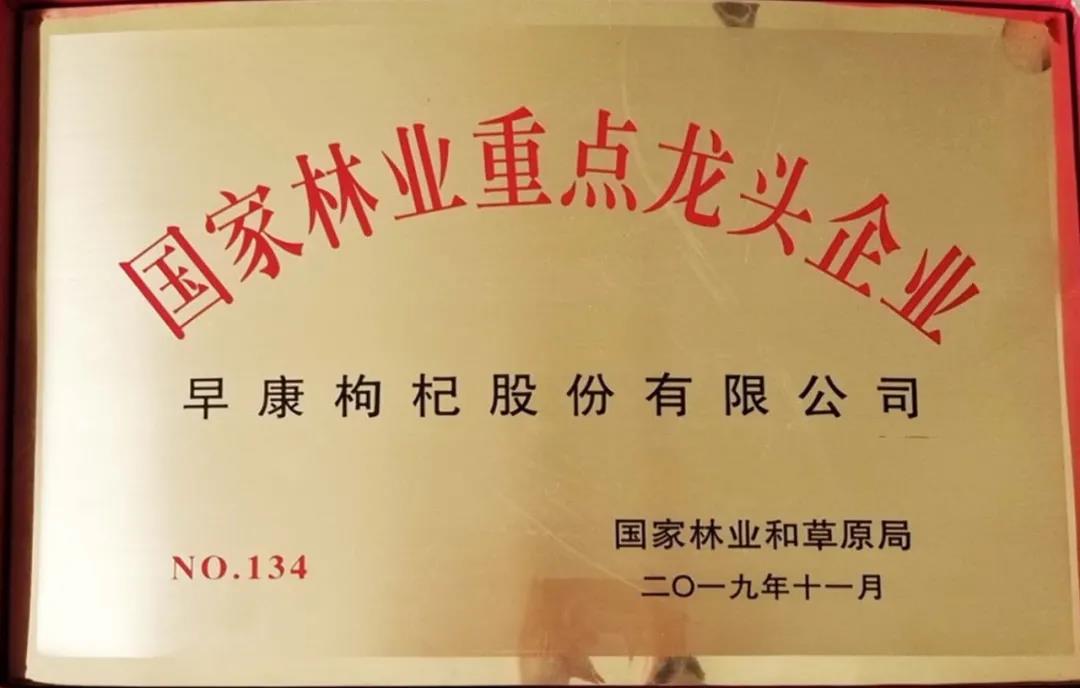 国家林业重点龙头企业
早康枸杞股份有限公司
国家林业和草原局
NO.134
二〇一九年十一月